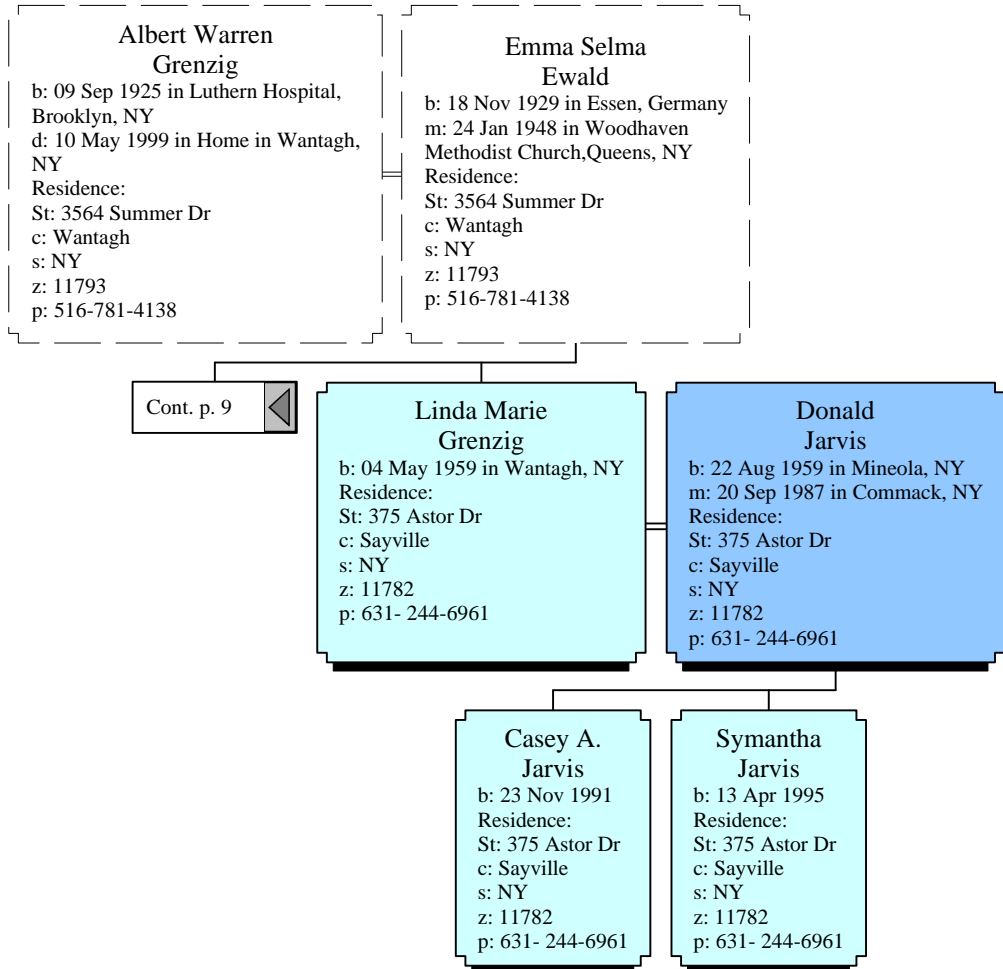 Albert Warren
Grenzig
b: 09 Sep 1925 in Luthern Hospital,
Brooklyn, NY
d: 10 May 1999 in Home in Wantagh,
NY
Residence:
St: 3564 Summer Dr
c: Wantagh
s: NY
z: 11793
p: 516-781-4138
Emma Selma
Ewald
b: 18 Nov 1929 in Essen, Germany
m: 24 Jan 1948 in Woodhaven
Methodist Church,Queens, NY
Residence:
St: 3564 Summer Dr
c: Wantagh
s: NY
z: 11793
p: 516-781-4138
Cont. p. 9
Linda Marie
Grenzig
b: 04 May 1959 in Wantagh, NY
Residence:
St: 375 Astor Dr
c: Sayville
s: NY
z: 11782
p: 631- 244-6961
Donald
Jarvis
b: 22 Aug 1959 in Mineola, NY
m: 20 Sep 1987 in Commack, NY
Residence:
St: 375 Astor Dr
c: Sayville
s: NY
z: 11782
p: 631- 244-6961
Casey A.
Jarvis
b: 23 Nov 1991
Residence:
St: 375 Astor Dr
c: Sayville
s: NY
z: 11782
p: 631- 244-6961
Symantha
Jarvis
b: 13 Apr 1995
Residence:
St: 375 Astor Dr
c: Sayville
s: NY
z: 11782
p: 631- 244-6961